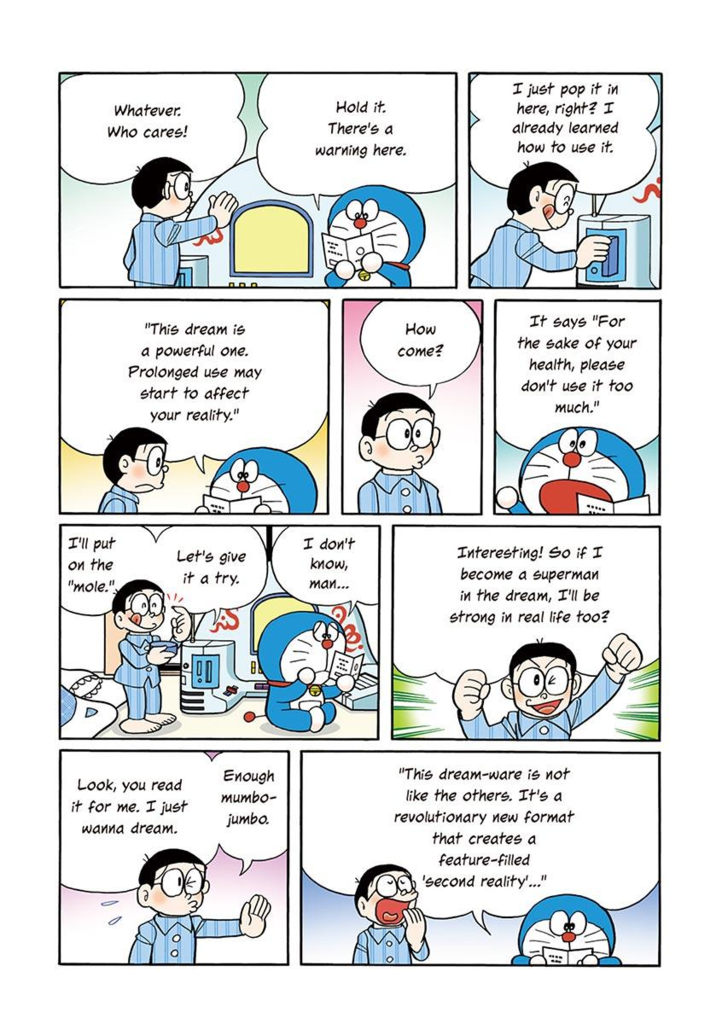 I just pop it in
here, right? I
already learned
how to use it.
Hold it.
There's a
warning here.
Whatever.
Who cares!
It says "For
the sake of your
health, please
don't use it too
much."
How
come?
"This dream is
a powerful one.
Prolonged use may
start to affect
your reality."
Interesting! So if I
become a superman
in the dream, I'll be
strong in real life too?
I don't
know,
man...
Let's give
it a try.
I'll put
on the
"mole."
"This dream-ware is not
like the others. It's a
revolutionary new format
that creates a
feature-filled
'second reality'..."
Enough
mumbo-
jumbo.
Look, you read
it for me. I just
wanna dream.